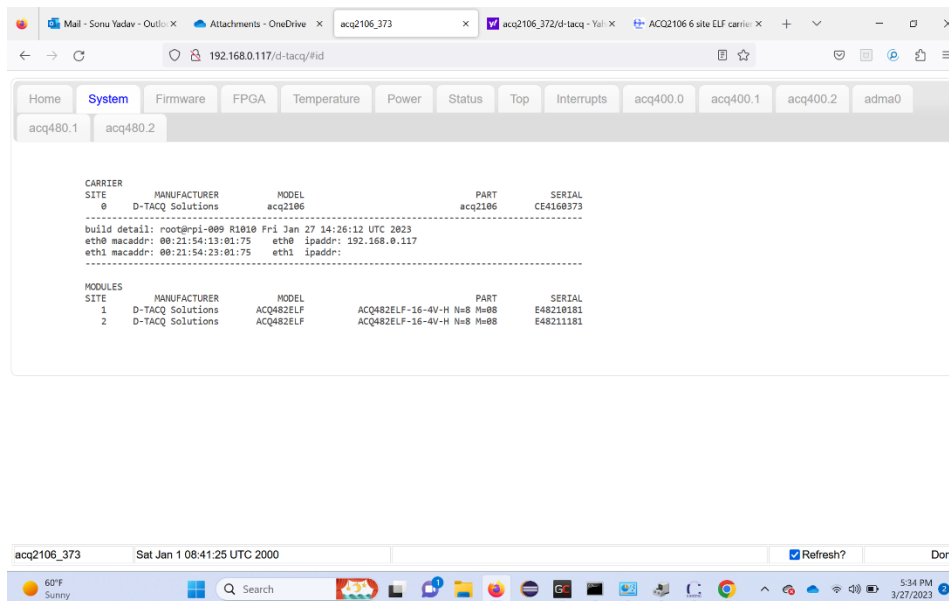 Mail - Sonu Yadav - Outlo
Attachments - OneDrive
acq2106_373
acq2106_372/d-tacq - Yah
ACQ2106 6 site ELF carrier
192.168.0.117/d-tacq/#id
Home System Firmware FPGA Temperature Power Status Top Interrupts acq400.0 acq400.1 acq400.2 adma0
acq480.1 acq480.2
CARRIER
SITE MANUFACTURER MODEL PART SERIAL
0 D-TACQ Solutions acq2106 acq2106 CE4160373
build detail: root@rpi-009 R1010 Fri Jan 27 14:26:12 UTC 2023
eth0 macaddr: 00:21:54:13:01:75 eth0 ipaddr: 192.168.0.117
eth1 macaddr: 00:21:54:23:01:75 eth1 ipaddr:
MODULES
SITE MANUFACTURER MODEL PART SERIAL
1 D-TACQ Solutions ACQ482ELF ACQ482ELF-16-4V-H N=8 M=08 E48210181
2 D-TACQ Solutions ACQ482ELF ACQ482ELF-16-4V-H N=8 M=08 E48211181
acq2106_373 Sat Jan 1 08:41:25 UTC 2000 Refresh? Don
60°F
Sunny
Search
GC
5:34 PM
3/27/2023